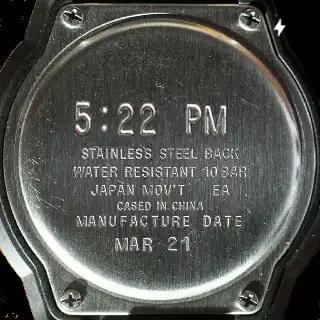 5:22 PM
STAINLESS STEEL BACK
WATER RESISTANT 10 BAR
JAPAN MOV'T EA
CASED IN CHINA
MANUFACTURE DATE
MAR 21